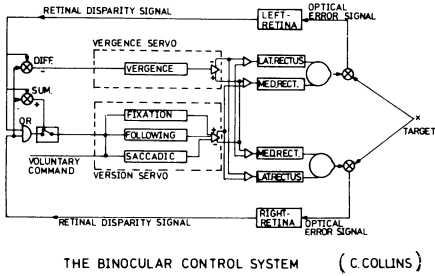 RETINAL DISPARITY SIGNAL
LEFT-
RETINA
OPTICAL
ERROR SIGNAL
VERGENCE SERVO
DIFF.
VERGENCE
LAT.RECTUS
MED.RECT.
SUM.
OR
FIXATION
FOLLOWING
SACCADIC
× TARGET
VOLUNTARY
COMMAND
VERSION SERVO
MED.RECT.
LAT.RECTUS
RETINAL DISPARITY SIGNAL
RIGHT-
RETINA
OPTICAL
ERROR SIGNAL
THE BINOCULAR CONTROL SYSTEM (C.COLLINS)